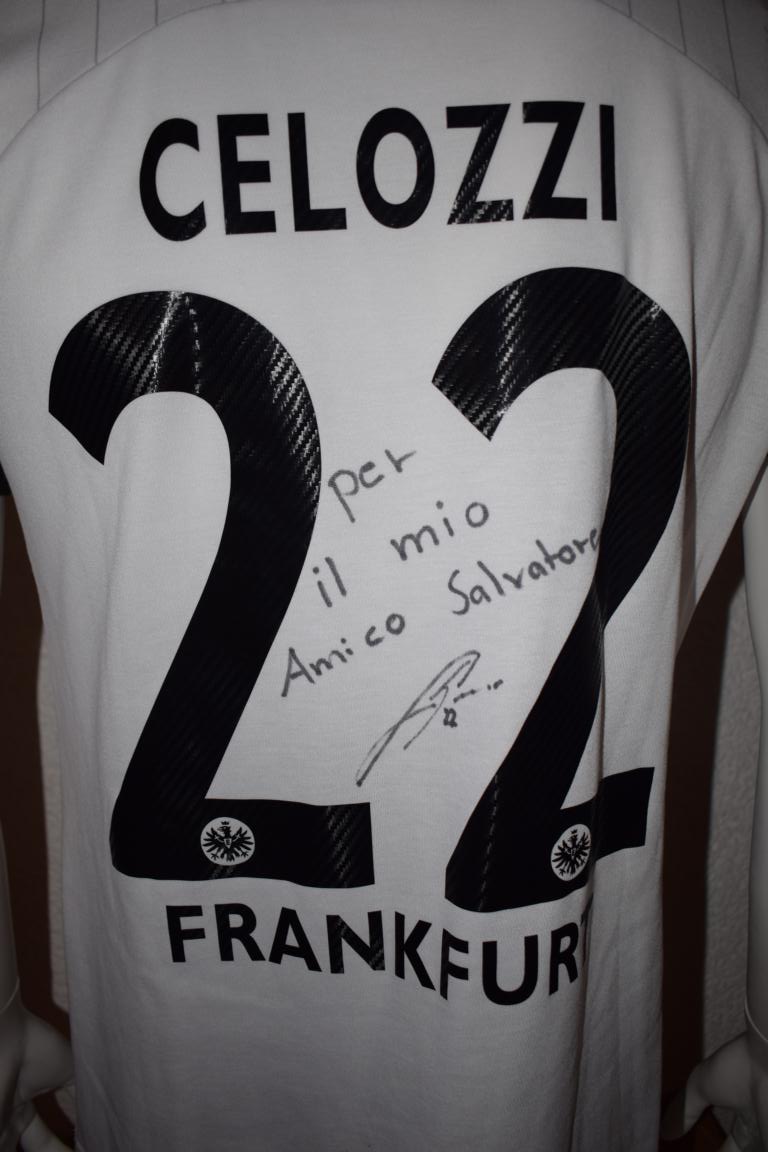 CELOZZI
22
per
il mio
Amico Salvatore
FRANKFURT